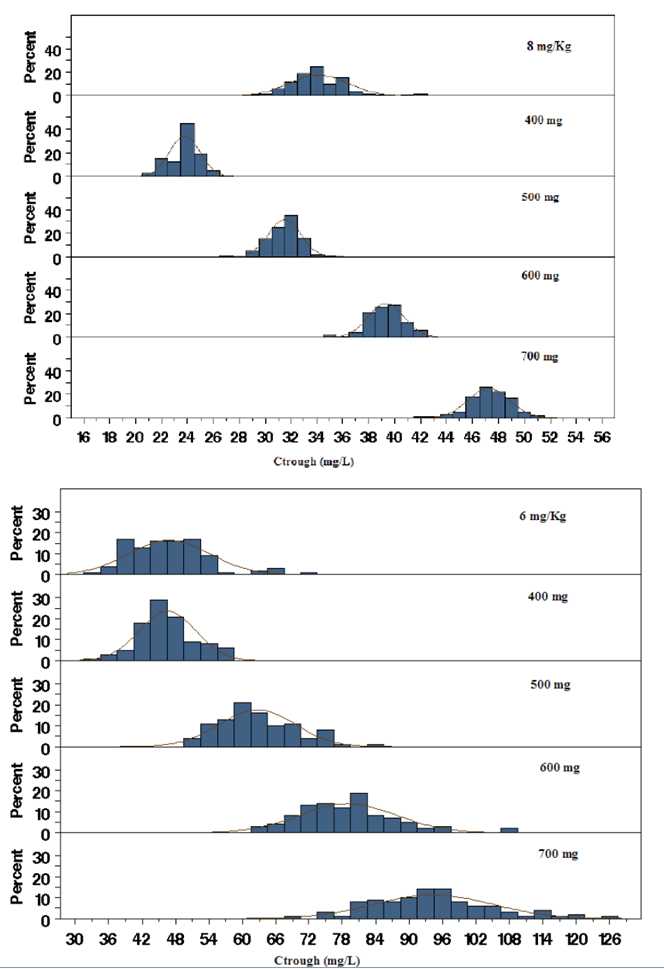 Percent
40
20
0
8 mg/Kg
Percent
40
20
0
400 mg
Percent
40
20
0
500 mg
Percent
40
20
0
600 mg
Percent
40
20
0
700 mg
16 18 20 22 24 26 28 30 32 34 36 38 40 42 44 46 48 50 52 54 56
Ctrough (mg/L)
Percent
30
20
10
0
6 mg/Kg
Percent
30
20
10
0
400 mg
Percent
30
20
10
0
500 mg
Percent
30
20
10
0
600 mg
Percent
30
20
10
0
700 mg
30 36 42 48 54 60 66 72 78 84 90 96 102 108 114 120 126
Ctrough (mg/L)